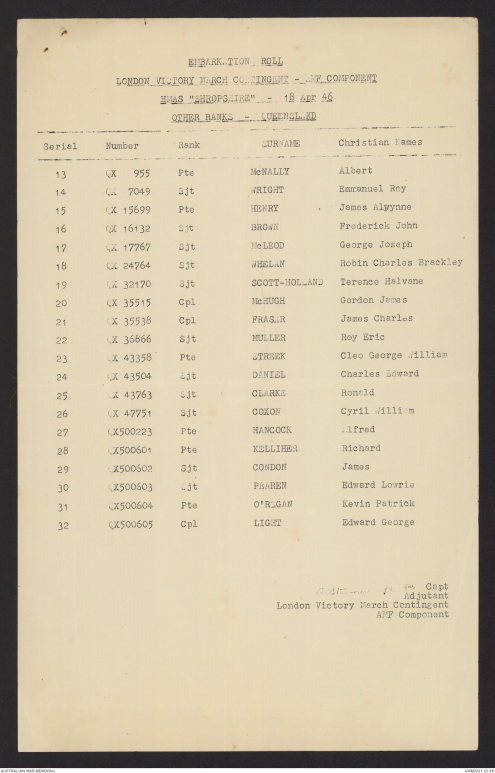 EMBARKATION ROLL
LONDON VICTORY MARCH CONTINGENT - AMF COMPONENT
HMAS "SHROPSHIRE" - 18 Apr 46
OTHER RANKS - QUEENSLAND
Serial Number Rank SURNAME Christian Names
13 QX 955 Pte McNALLY Albert
14 QX 7049 Sjt WRIGHT Emmanuel Roy
15 QX 15699 Pte HENRY James Alwynne
16 QX 16132 Sjt BROWN Frederick John
17 QX 17767 Sjt McLEOD George Joseph
18 QX 24764 Sjt WHELAN Robin Charles Brackley
19 QX 32170 Sjt SCOTT-HOLLAND Terence Halvane
20 QX 35515 Cpl McHUGH Gordon James
21 QX 35538 Cpl FRASER James Charles
22 QX 36866 Sjt MULLER Roy Eric
23 QX 43358 Pte STREEK Cleo George William
24 QX 43504 Sjt DANIEL Charles Edward
25 QX 43763 Sjt CLARKE Ronald
26 QX 47751 Sjt COXON Cyril William
27 QX500223 Pte HANCOCK Alfred
28 QX500601 Pte KELLIHER Richard
29 QX500602 Sjt CONDON James
30 QX500603 Sjt PEAREN Edward Lowrie
31 QX500604 Pte O'REGAN Kevin Patrick
32 QX500605 Cpl LIGHT Edward George
Capt
Adjutant
London Victory March Contingent
AMF Component
AUSTRALIAN WAR MEMORIAL